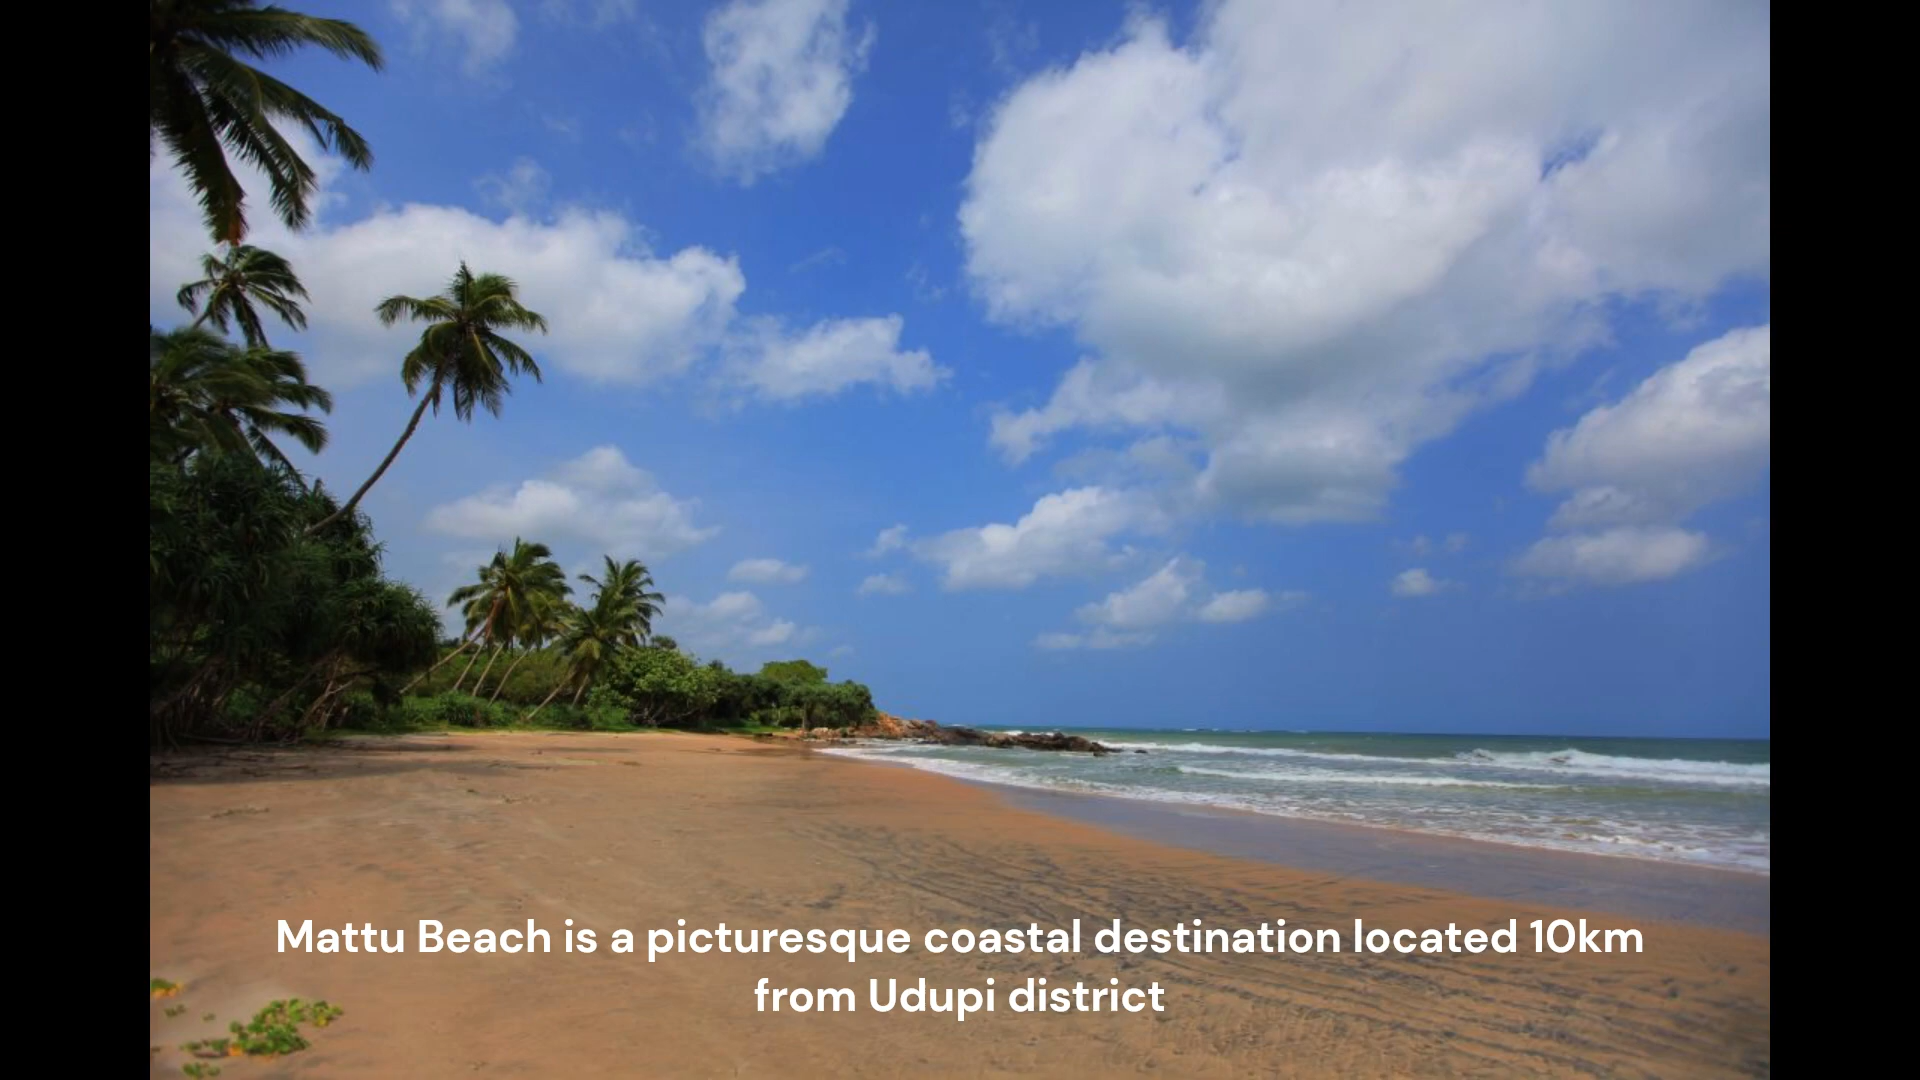 Mattu Beach is a picturesque coastal destination located 10km
from Udupi district